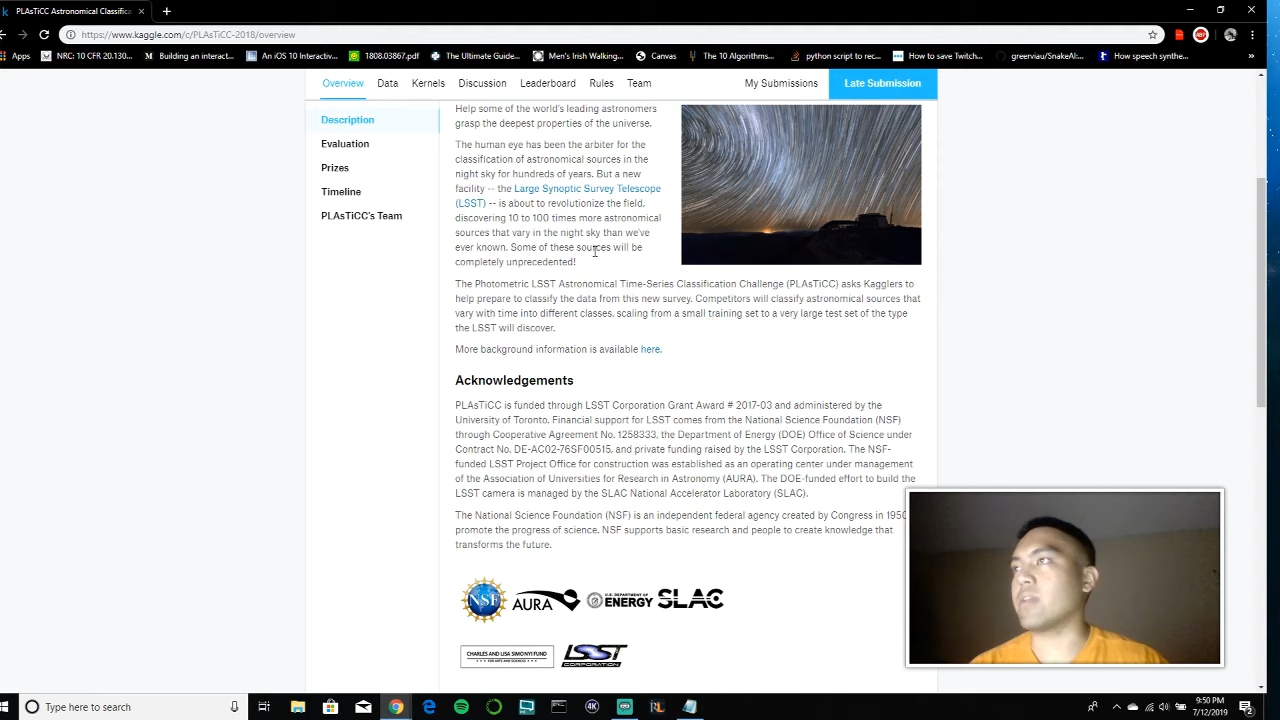 PLAsTiCC Astronomical Classifica
https://www.kaggle.com/c/PLAsTiCC-2018/overview
Apps NRC: 10 CFR 20.130... Building an interact... An iOS 10 Interactiv... 1808.03867.pdf The Ultimate Guide... Men's Irish Walking... Canvas The 10 Algorithms... python script to rec... How to save Twitch... greerviau/SnakeAI:... How speech synthe...
Overview Data Kernels Discussion Leaderboard Rules Team My Submissions Late Submission
Description
Evaluation
Prizes
Timeline
PLAsTiCC's Team
Help some of the world's leading astronomers
grasp the deepest properties of the universe.
The human eye has been the arbiter for the
classification of astronomical sources in the
night sky for hundreds of years. But a new
facility -- the Large Synoptic Survey Telescope
(LSST) -- is about to revolutionize the field,
discovering 10 to 100 times more astronomical
sources that vary in the night sky than we've
ever known. Some of these sources will be
completely unprecedented!
The Photometric LSST Astronomical Time-Series Classification Challenge (PLAsTiCC) asks Kagglers to
help prepare to classify the data from this new survey. Competitors will classify astronomical sources that
vary with time into different classes, scaling from a small training set to a very large test set of the type
the LSST will discover.
More background information is available here.
Acknowledgements
PLAsTiCC is funded through LSST Corporation Grant Award # 2017-03 and administered by the
University of Toronto. Financial support for LSST comes from the National Science Foundation (NSF)
through Cooperative Agreement No. 1258333, the Department of Energy (DOE) Office of Science under
Contract No. DE-AC02-76SF00515, and private funding raised by the LSST Corporation. The NSF-
funded LSST Project Office for construction was established as an operating center under management
of the Association of Universities for Research in Astronomy (AURA). The DOE-funded effort to build the
LSST camera is managed by the SLAC National Accelerator Laboratory (SLAC).
The National Science Foundation (NSF) is an independent federal agency created by Congress in 1950
promote the progress of science. NSF supports basic research and people to create knowledge that
transforms the future.
NSF AURA U.S. DEPARTMENT OF ENERGY SLAC
CHARLES AND LISA SIMONYI FUND
FOR ARTS AND SCIENCES
LSST
CORPORATION
Type here to search
9:50 PM
7/12/2019